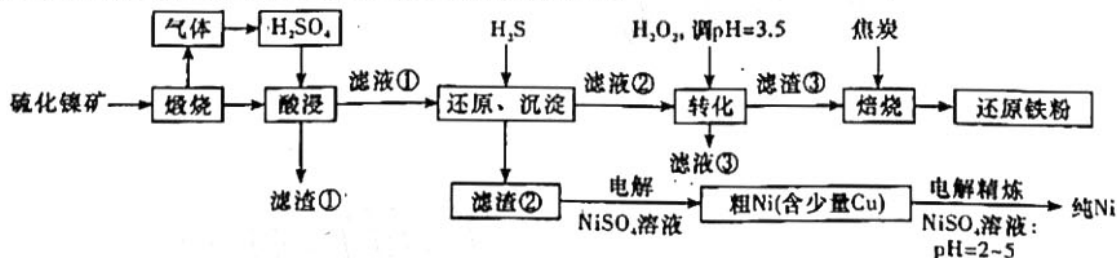 气体
H₂SO₄
H₂S
H₂O₂, 调pH=3.5
焦炭
硫化镍矿
煅烧
酸浸
滤液①
还原、沉淀
滤液②
转化
滤渣③
焙烧
还原铁粉
滤渣①
滤液③
滤渣②
电解
NiSO₄溶液
粗Ni(含少量Cu)
电解精炼
NiSO₄溶液:
pH=2~5
纯Ni